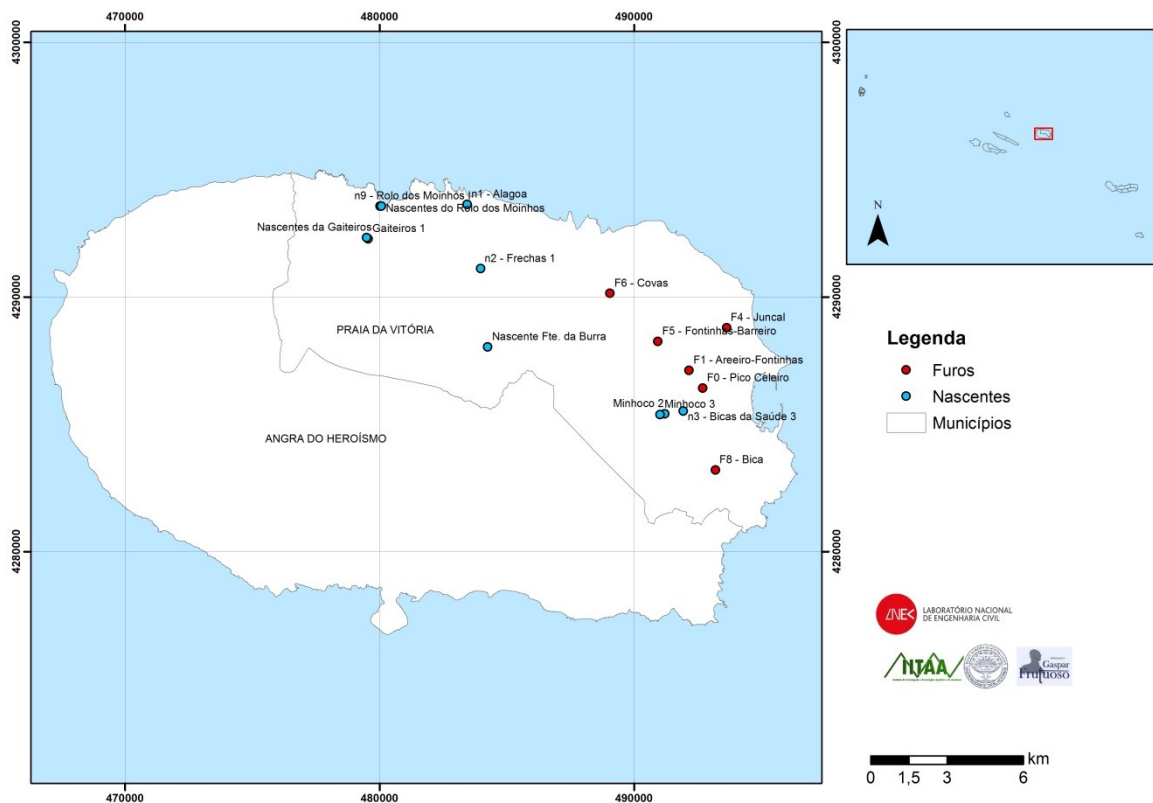 470000
480000
490000
4300000
4300000
n9 - Rolo dos Moinhos
n1 - Alagoa
Nascentes do Rolo dos Moinhos
Nascentes da Gaiteiros
Gaiteiros 1
n2 - Frechas 1
4290000
F6 - Covas
4290000
F4 - Juncal
PRAIA DA VITÓRIA
F5 - Fontinhas-Barreiro
Nascente Fte. da Burra
F1 - Areeiro-Fontinhas
F0 - Pico Celeiro
Minhoco 2
Minhoco 3
n3 - Bicas da Saúde 3
ANGRA DO HEROÍSMO
F8 - Bica
4280000
4280000
470000
480000
490000
N
Legenda
Furos
Nascentes
Municípios
LNEC
LABORATÓRIO NACIONAL
DE ENGENHARIA CIVIL
INTAA
Gaspar
Frutuoso
km
0 1,5 3 6